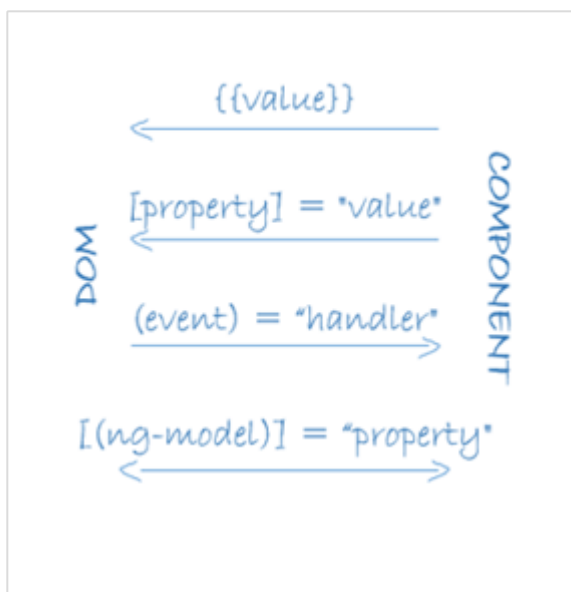 {{value}}
[property] = "value"
DOM
COMPONENT
(event) = "handler"
[(ng-model)] = "property"